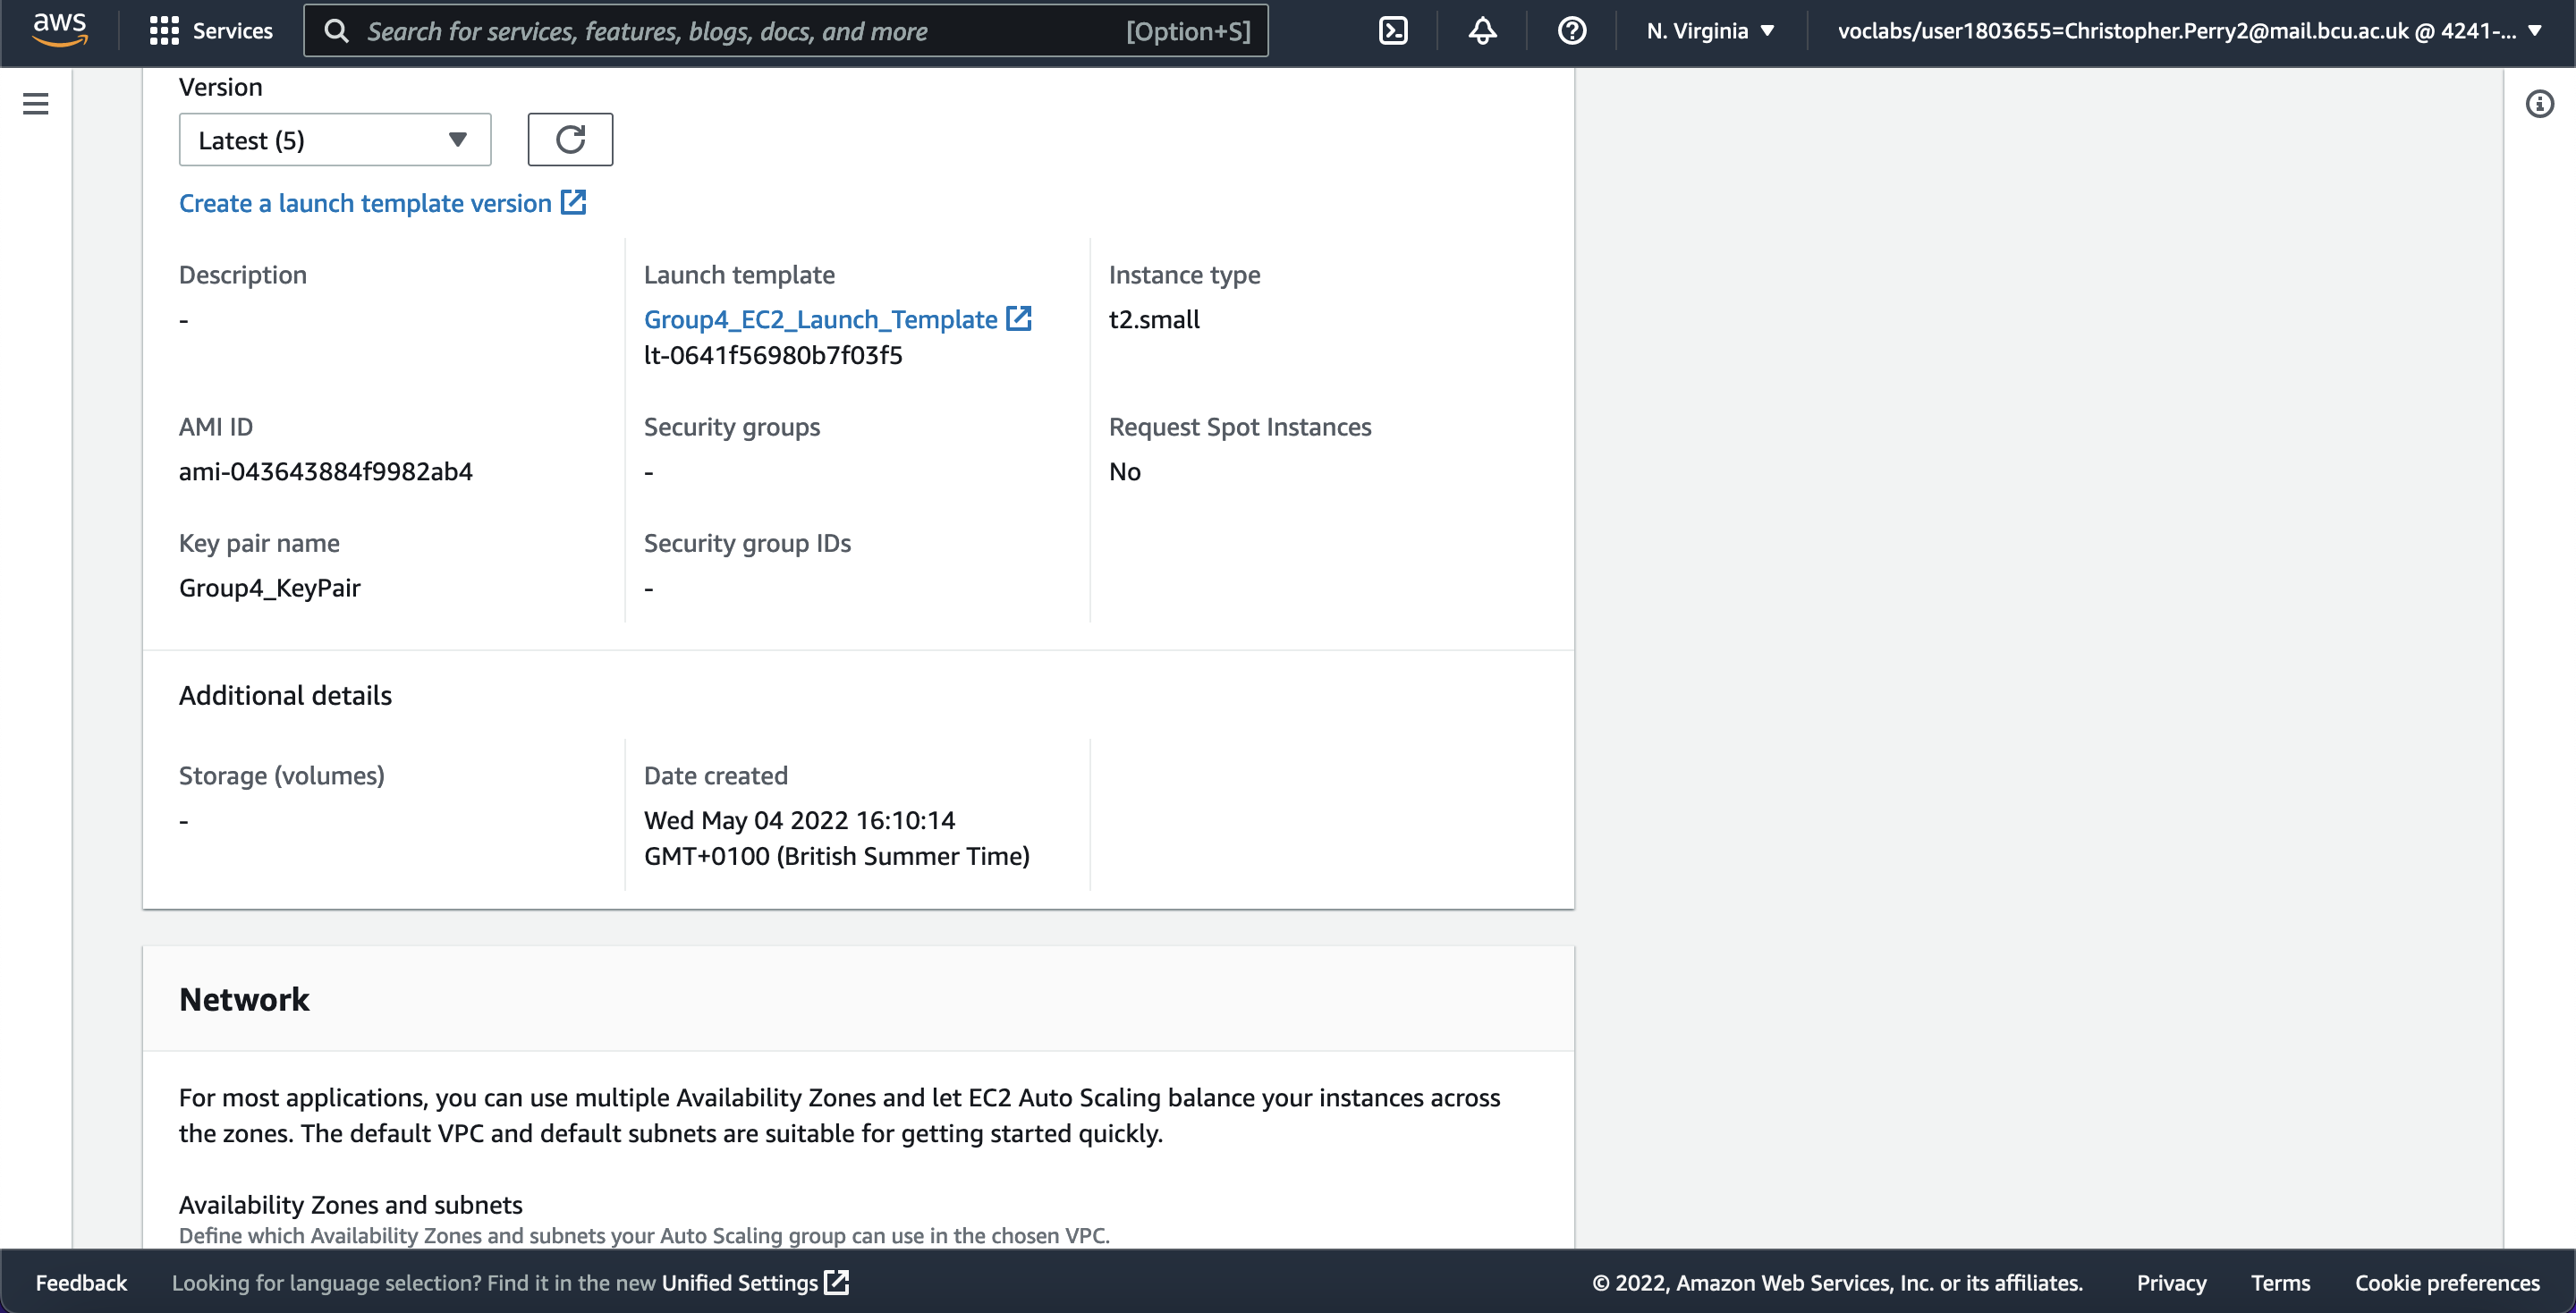 aws
Services
Search for services, features, blogs, docs, and more
[Option+S]
N. Virginia
voclabs/user1803655=Christopher.Perry2@mail.bcu.ac.uk @ 4241-...
Version
Latest (5)
Create a launch template version
Description
-
Launch template
Group4_EC2_Launch_Template
lt-0641f56980b7f03f5
Instance type
t2.small
AMI ID
ami-043643884f9982ab4
Security groups
-
Request Spot Instances
No
Key pair name
Group4_KeyPair
Security group IDs
-
Additional details
Storage (volumes)
-
Date created
Wed May 04 2022 16:10:14
GMT+0100 (British Summer Time)
Network
For most applications, you can use multiple Availability Zones and let EC2 Auto Scaling balance your instances across
the zones. The default VPC and default subnets are suitable for getting started quickly.
Availability Zones and subnets
Define which Availability Zones and subnets your Auto Scaling group can use in the chosen VPC.
Feedback
Looking for language selection? Find it in the new Unified Settings
© 2022, Amazon Web Services, Inc. or its affiliates.
Privacy
Terms
Cookie preferences